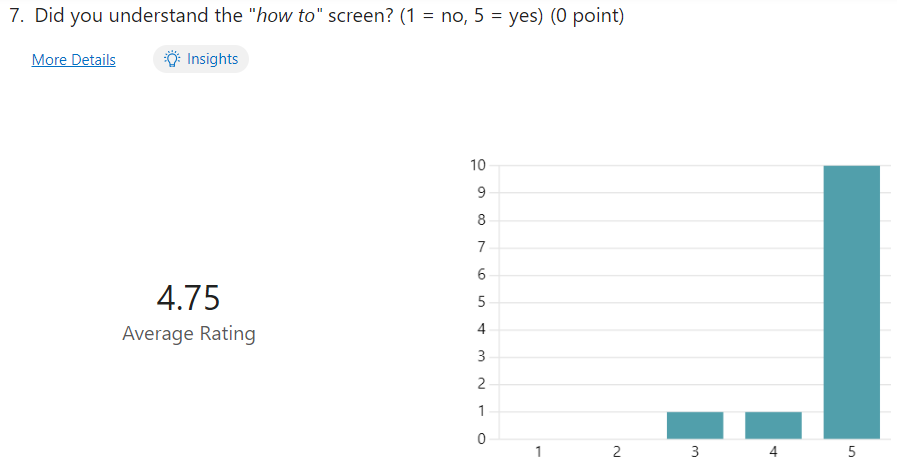 7. Did you understand the "how to" screen? (1 = no, 5 = yes) (0 point)
More Details
Insights
10
9
8
7
6
5
4
3
2
1
0
4.75
Average Rating
1 2 3 4 5